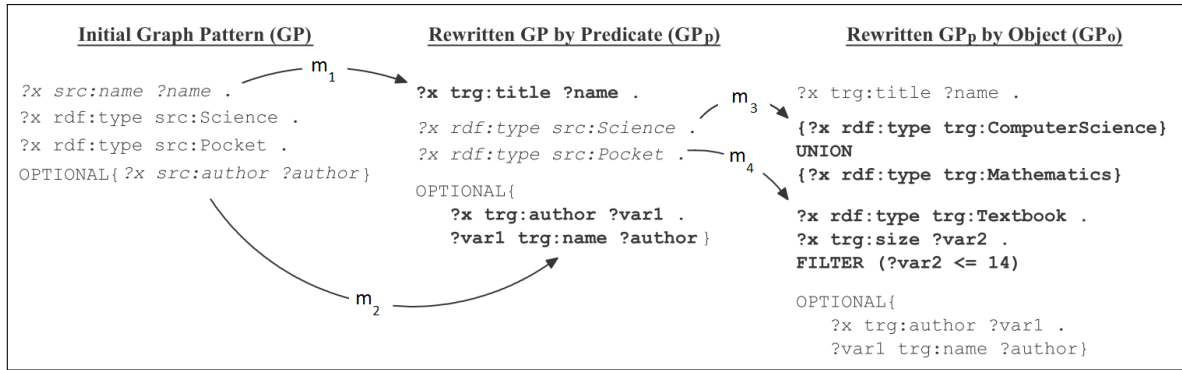 Initial Graph Pattern (GP)
m1
?x src:name ?name .
?x rdf:type src:Science .
?x rdf:type src:Pocket .
OPTIONAL{ ?x src:author ?author}
m2
Rewritten GP by Predicate (GPp)
?x trg:title ?name .
?x rdf:type src:Science .
?x rdf:type src:Pocket .
OPTIONAL{
?x trg:author ?var1 .
?var1 trg:name ?author }
m3
m4
Rewritten GPp by Object (GPo)
?x trg:title ?name .
{?x rdf:type trg:ComputerScience}
UNION
{?x rdf:type trg:Mathematics}
?x rdf:type trg:Textbook .
?x trg:size ?var2 .
FILTER (?var2 <= 14)
OPTIONAL{
?x trg:author ?var1 .
?var1 trg:name ?author}